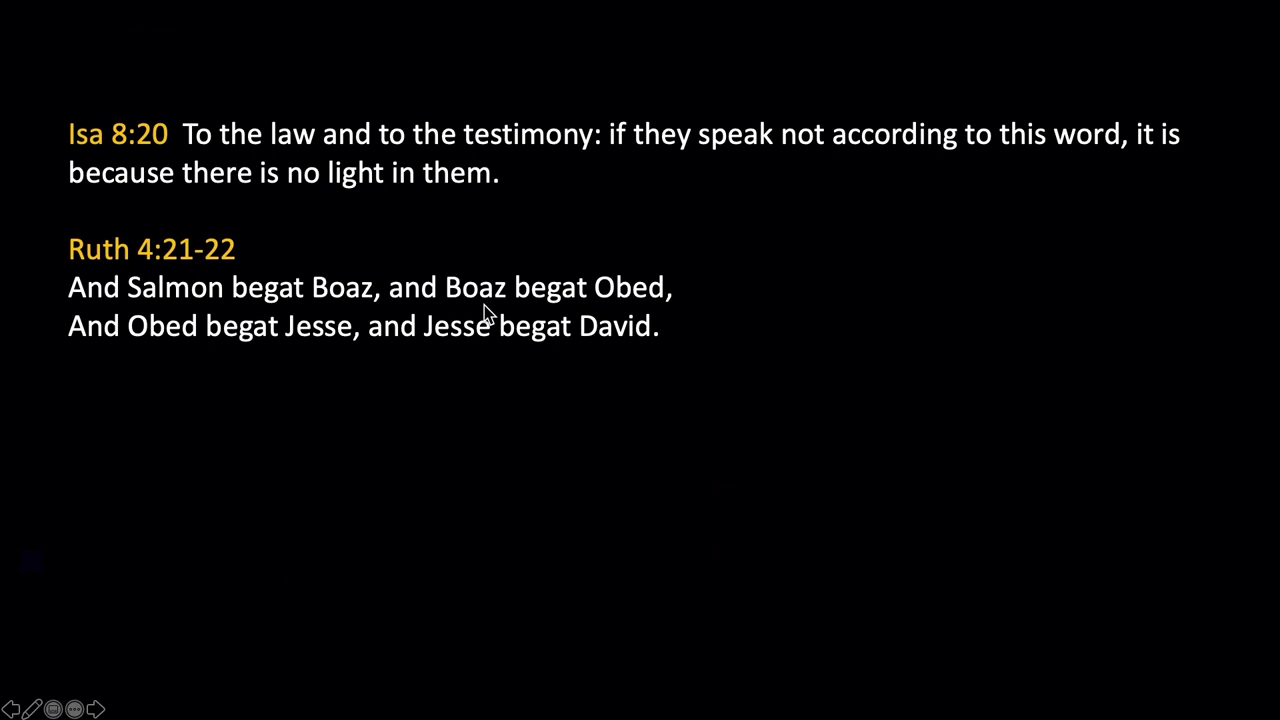 Isa 8:20  To the law and to the testimony: if they speak not according to this word, it is
because there is no light in them.
Ruth 4:21-22
And Salmon begat Boaz, and Boaz begat Obed,
And Obed begat Jesse, and Jesse begat David.